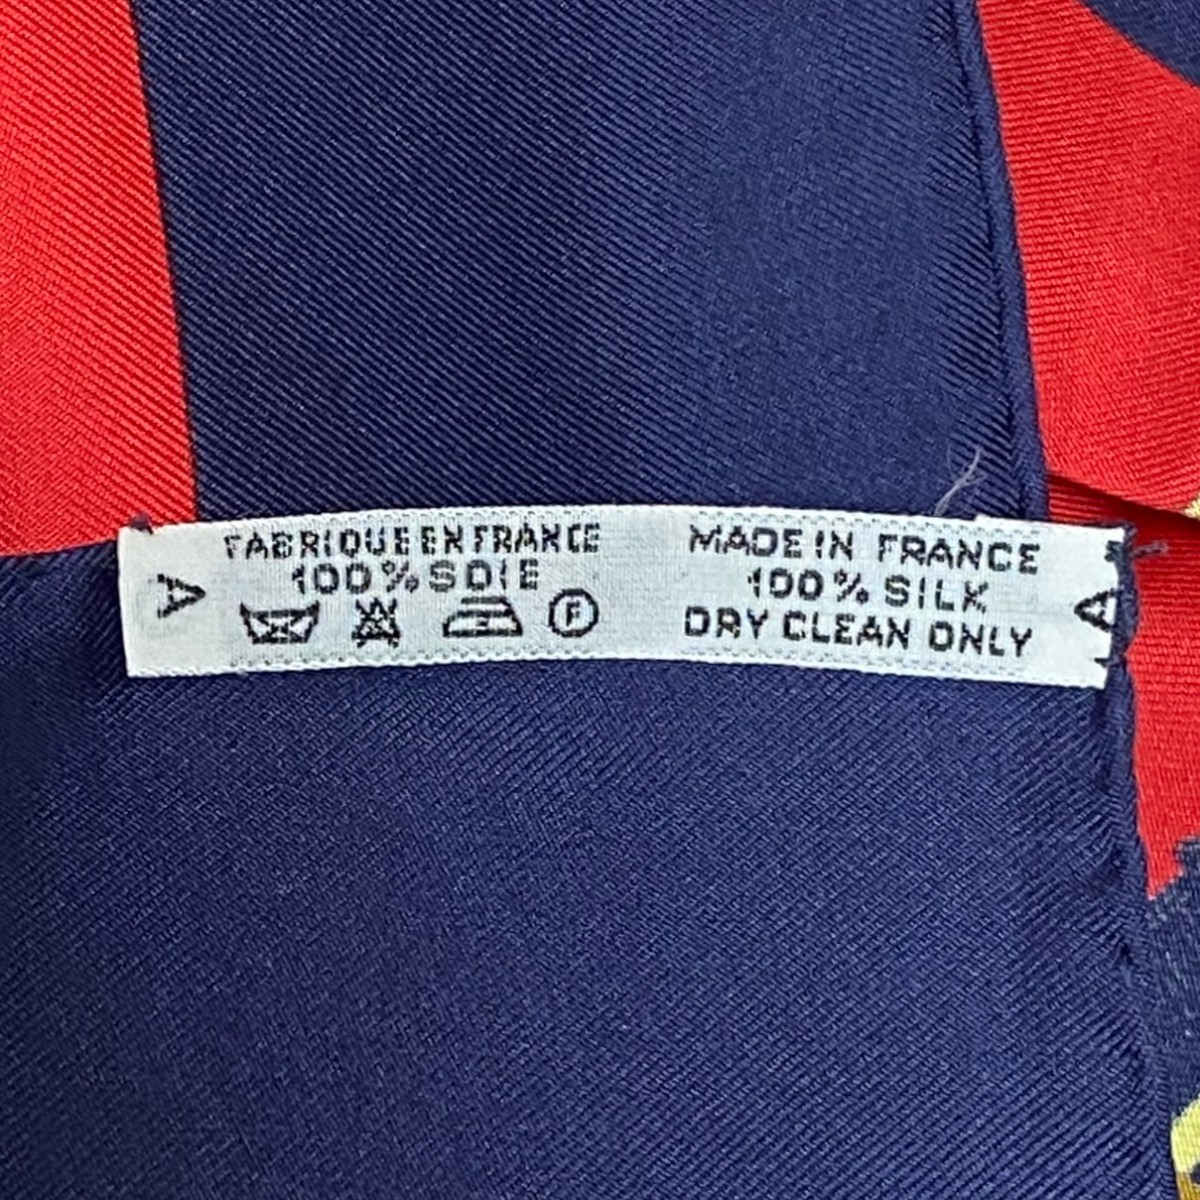 A
FABRIQUE EN FRANCE
100% SOIE
F
MADE IN FRANCE
100% SILK
DRY CLEAN ONLY
A